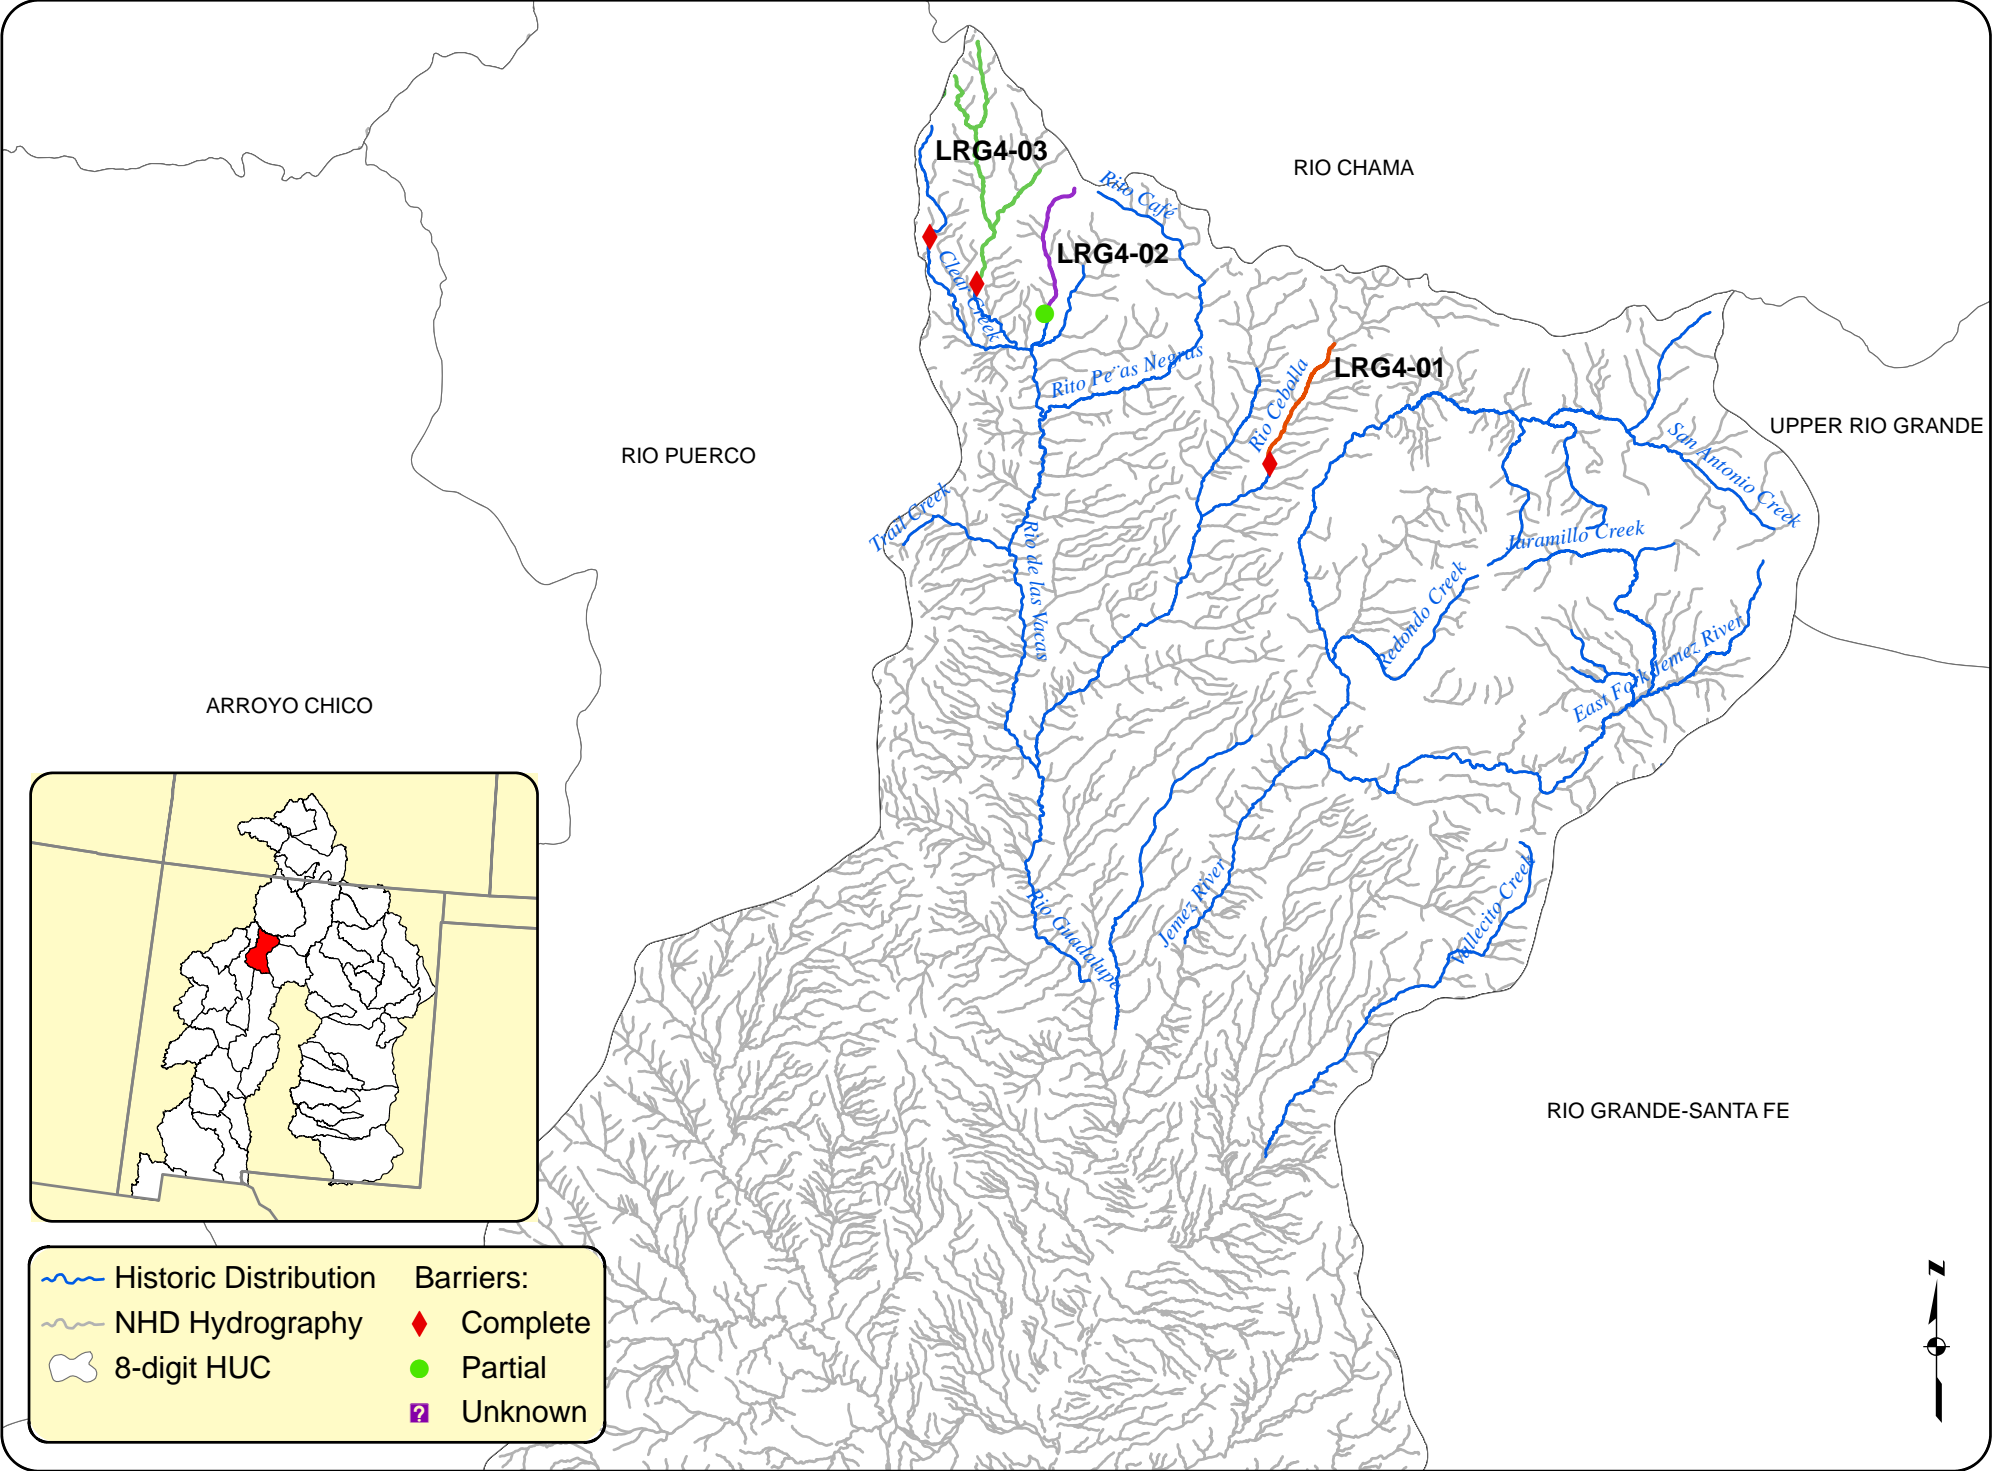 LRG4-03
RIO CHAMA
Rito Café
LRG4-02
Clear Creek
Rito Pe¨as Negras
LRG4-01
Rio Cebolla
UPPER RIO GRANDE
RIO PUERCO
San Antonio Creek
Trail Creek
Jaramillo Creek
Rio de las Vacas
Redondo Creek
East Fork Jemez River
ARROYO CHICO
Jemez River
Vallecito Creek
Rio Guadalupe
RIO GRANDE-SANTA FE
Historic Distribution
NHD Hydrography
8-digit HUC
Barriers:
Complete
Partial
?
Unknown
N